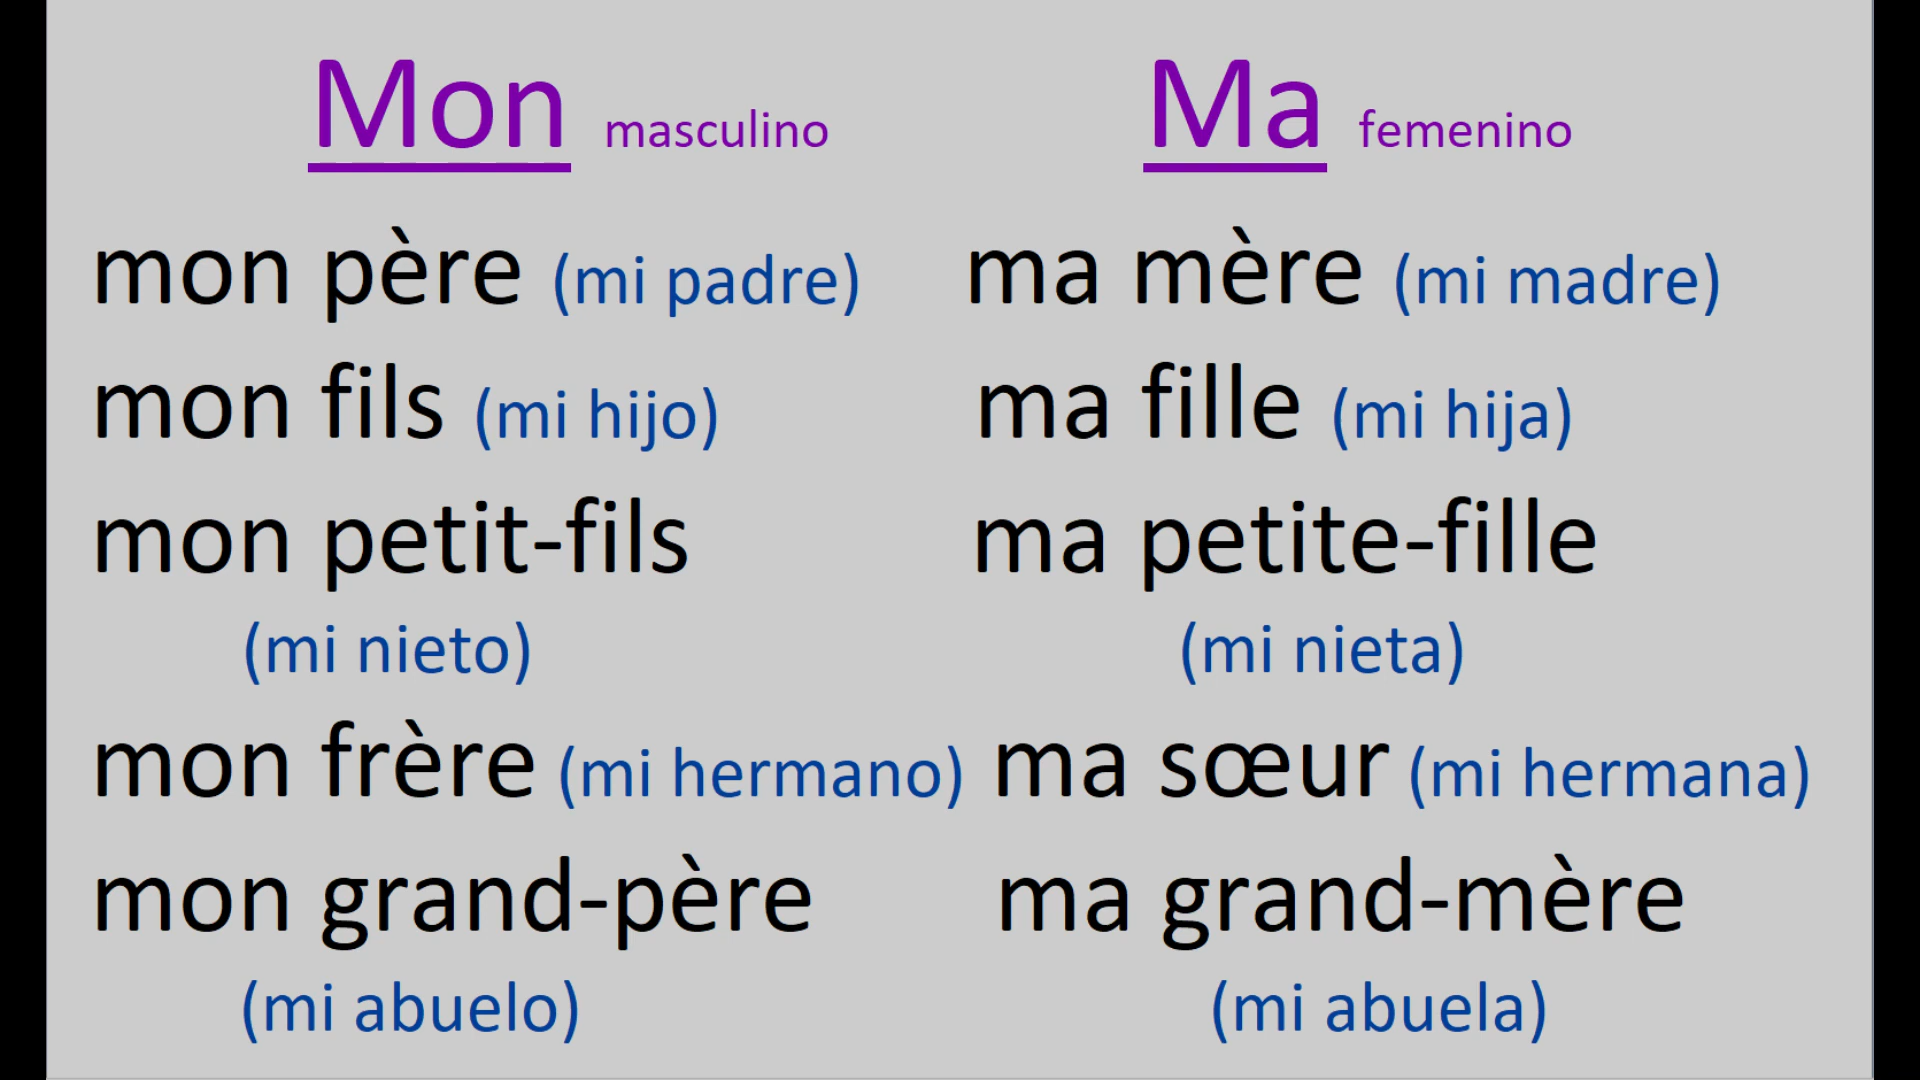 Mon masculino
Ma femenino
mon père (mi padre)
ma mère (mi madre)
mon fils (mi hijo)
ma fille (mi hija)
mon petit-fils
ma petite-fille
(mi nieto)
(mi nieta)
mon frère (mi hermano)
ma sœur (mi hermana)
mon grand-père
ma grand-mère
(mi abuelo)
(mi abuela)